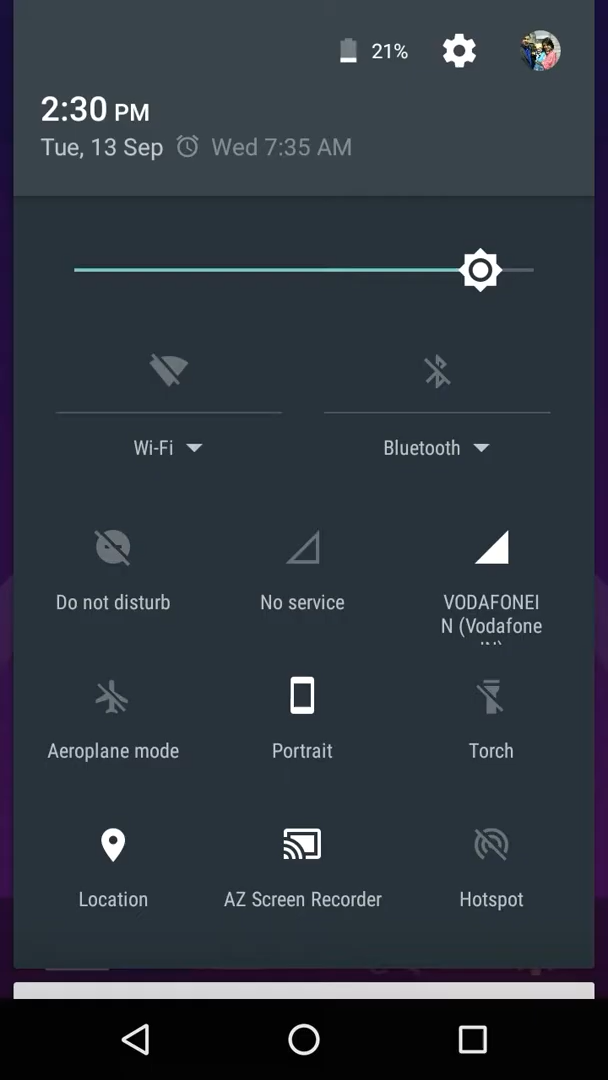 21%
2:30 PM
Tue, 13 Sep Wed 7:35 AM
Wi-Fi Bluetooth
Do not disturb No service VODAFONEI
N (Vodafone
Aeroplane mode Portrait Torch
Location AZ Screen Recorder Hotspot